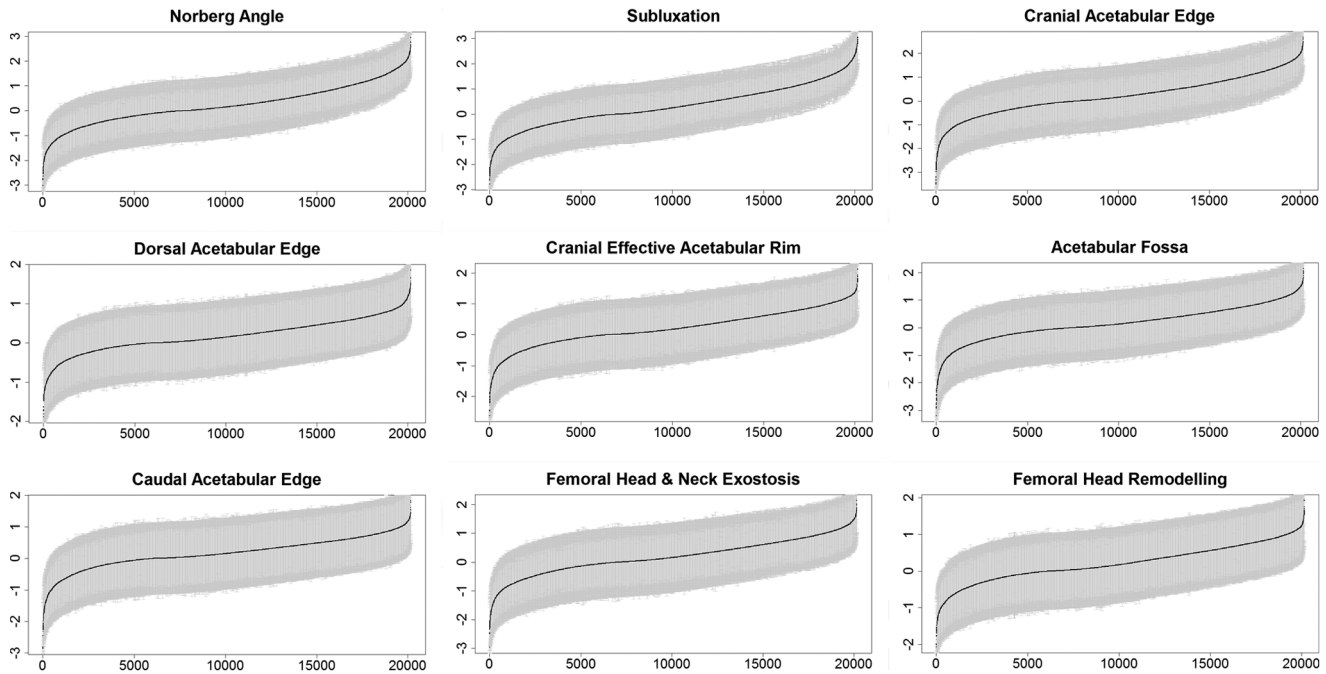 Norberg Angle
3
2
1
0
-1
-2
-3
0 5000 10000 15000 20000
Subluxation
3
2
1
0
-1
-2
-3
0 5000 10000 15000 20000
Cranial Acetabular Edge
2
1
0
-1
-2
-3
0 5000 10000 15000 20000
Dorsal Acetabular Edge
2
1
0
-1
-2
0 5000 10000 15000 20000
Cranial Effective Acetabular Rim
2
1
0
-1
-2
0 5000 10000 15000 20000
Acetabular Fossa
2
1
0
-1
-2
-3
0 5000 10000 15000 20000
Caudal Acetabular Edge
2
1
0
-1
-2
-3
0 5000 10000 15000 20000
Femoral Head & Neck Exostosis
2
1
0
-1
-2
-3
0 5000 10000 15000 20000
Femoral Head Remodelling
2
1
0
-1
-2
0 5000 10000 15000 20000